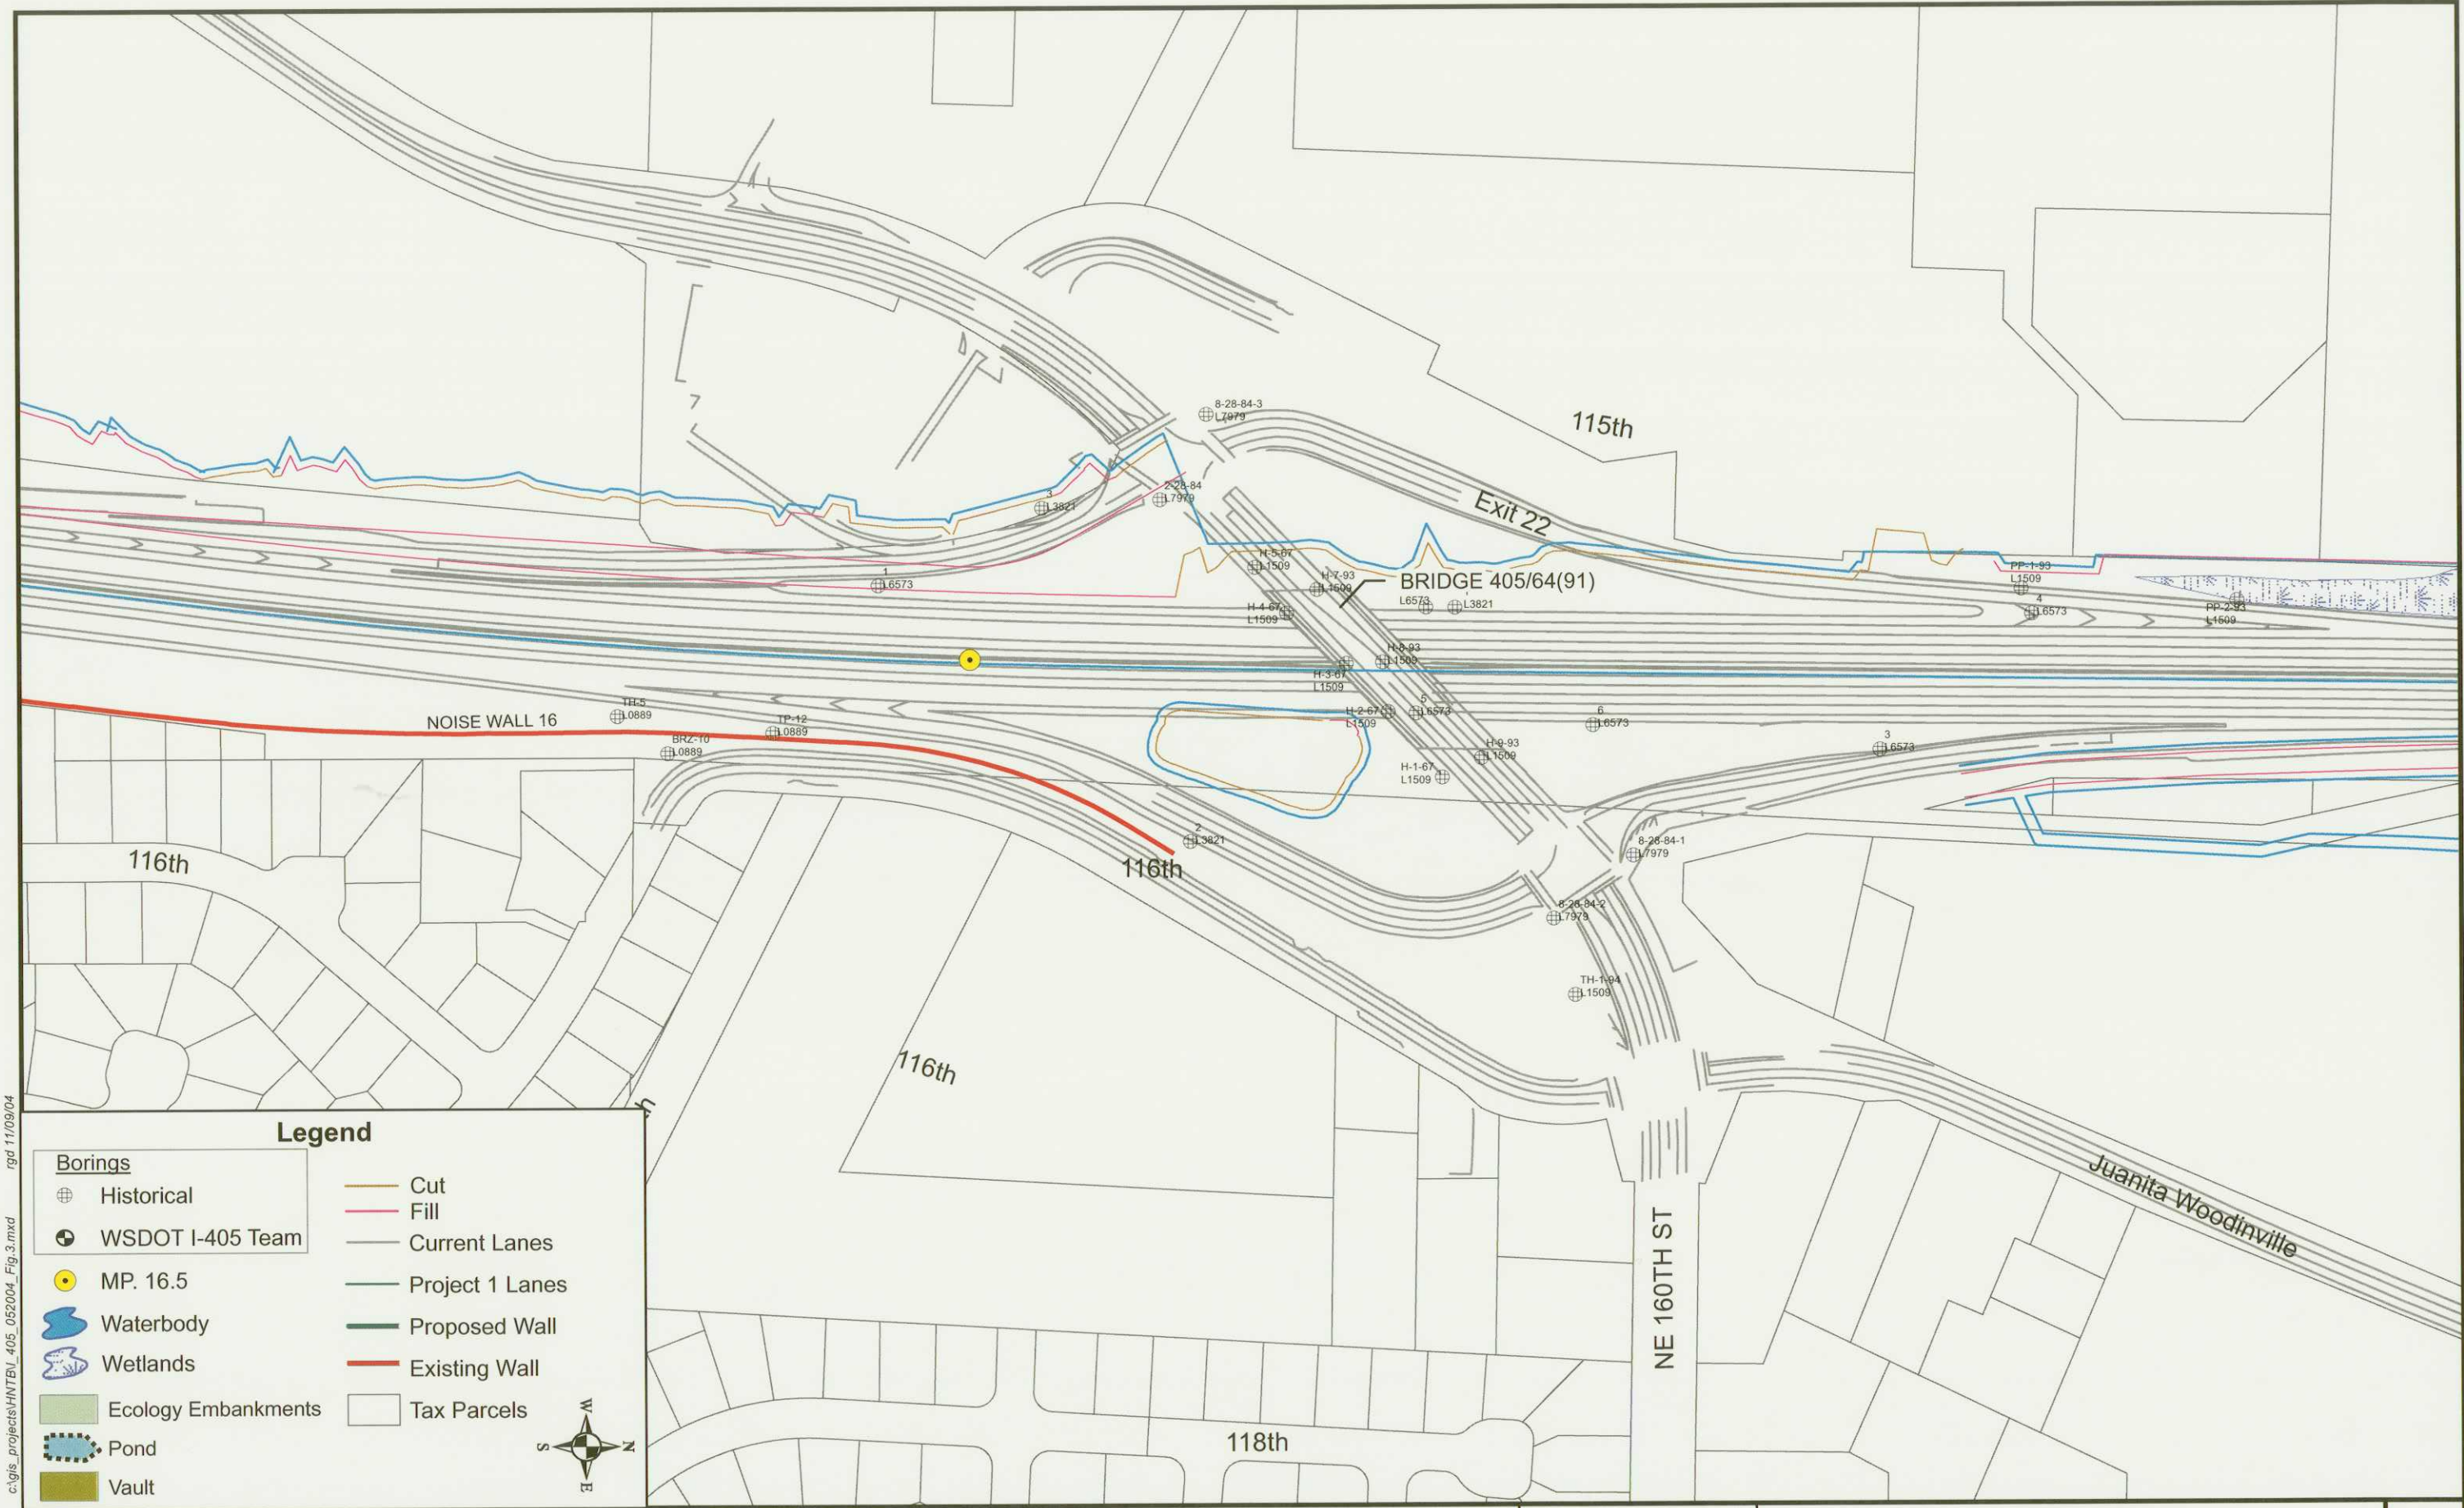 8-28-84-3
L7979
115th
2-28-84
L7979
3
L3821
Exit 22
H-5-67
L1509
H-7-93
L1509
BRIDGE 405/64(91)
1
L6573
L6573
L3821
H-4-67
L1509
PP-1-93
L1509
4
L6573
PP-2-93
L1509
H-8-93
L1509
H-3-67
L1509
NOISE WALL 16
TH-5
L0889
TP-12
L0889
BRZ-10
L0889
H-2-67
L1509
5
L6573
6
L6573
3
L6573
H-9-93
L1509
H-1-67
L1509
2
L3821
116th
116th
8-28-84-1
L7979
8-28-84-2
L7979
TH-1-94
L1509
116th
Juanita Woodinville
NE 160TH ST
118th
Legend
Borings
Historical
WSDOT I-405 Team
MP. 16.5
Waterbody
Wetlands
Ecology Embankments
Pond
Vault
Cut
Fill
Current Lanes
Project 1 Lanes
Proposed Wall
Existing Wall
Tax Parcels
W
S N
E
c:\gis_projects\HNTB\I_405_052004_Fig.3.mxd rgd 11/09/04